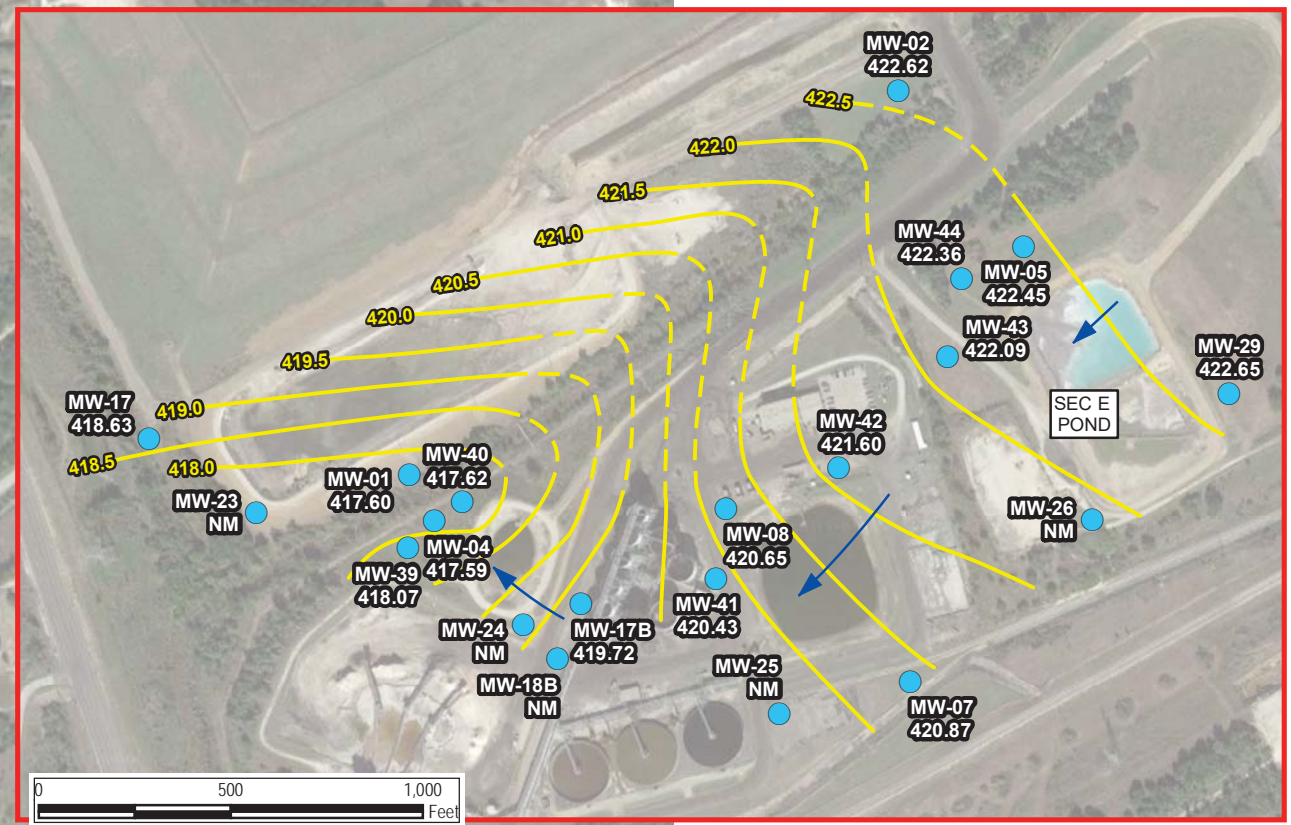 MW-02
422.62
422.5
422.0
421.5
421.0
420.5
420.0
419.5
419.0
418.5
418.0
MW-44
422.36
MW-05
422.45
MW-43
422.09
MW-29
422.65
SEC E
POND
MW-17
418.63
MW-42
421.60
MW-40
417.62
MW-01
417.60
MW-23
NM
MW-26
NM
MW-08
420.65
MW-04
417.59
MW-39
418.07
MW-41
420.43
MW-24
NM
MW-17B
419.72
MW-18B
NM
MW-25
NM
MW-07
420.87
0 500 1,000
Feet